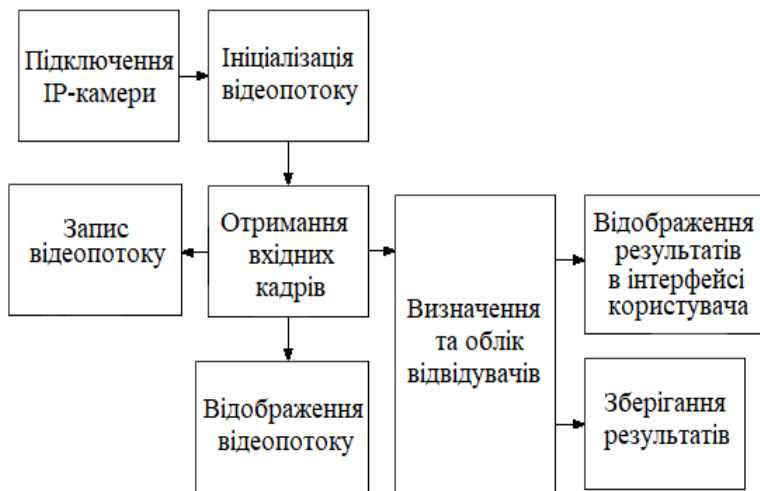 Підключення
IP-камери
Ініціалізація
відеопотоку
Запис
відеопотоку
Отримання
вхідних
кадрів
Відображення
відеопотоку
Визначення
та облік
відвідувачів
Відображення
результатів
в інтерфейсі
користувача
Зберігання
результатів